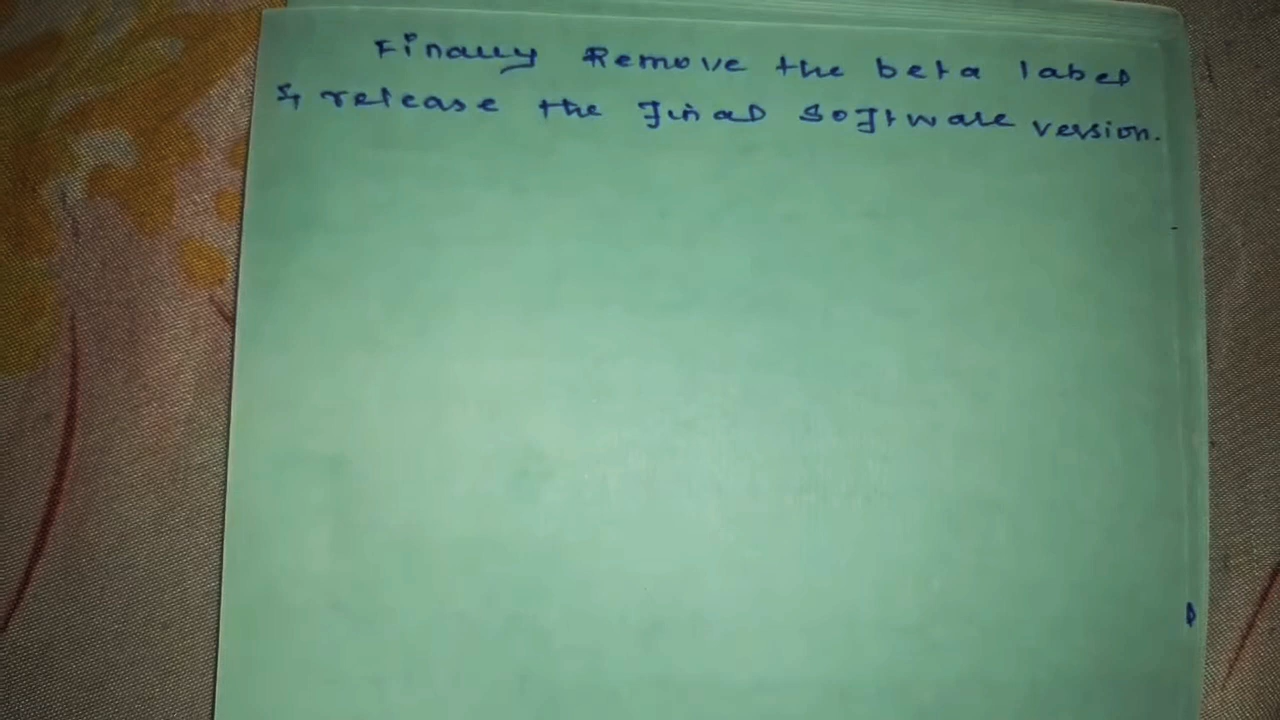 Finally Remove the beta label
& release the final software version.